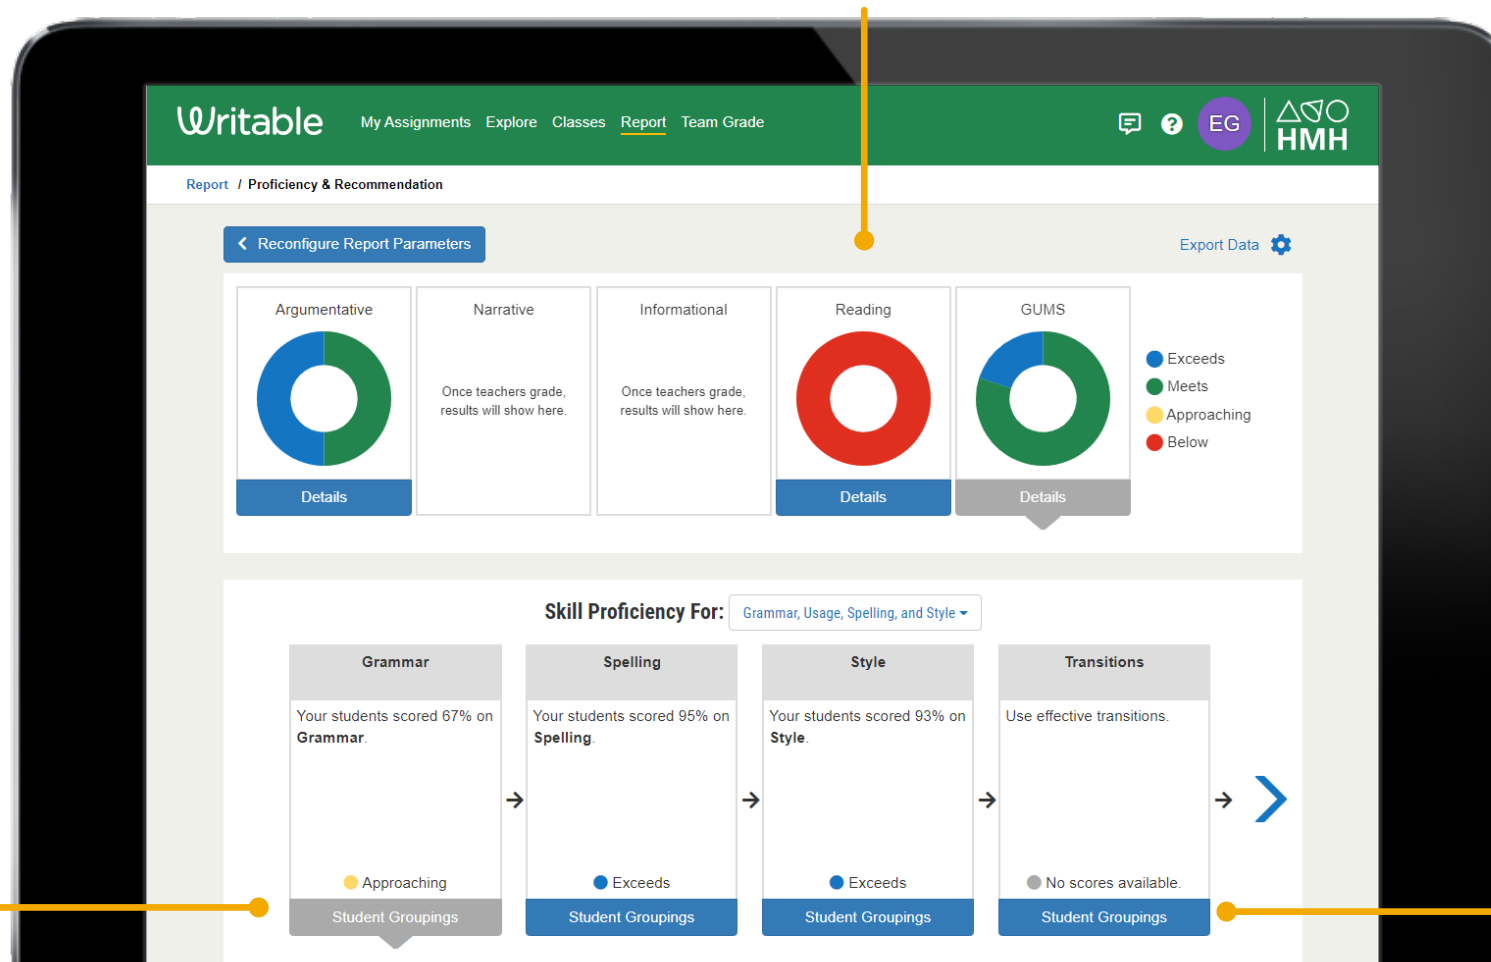 Writable
My Assignments Explore Classes Report Team Grade
EG
HMH
Report / Proficiency & Recommendation
Reconfigure Report Parameters
Export Data
Argumentative
Details
Narrative
Once teachers grade,
results will show here.
Informational
Once teachers grade,
results will show here.
Reading
Details
GUMS
Details
Exceeds
Meets
Approaching
Below
Skill Proficiency For: Grammar, Usage, Spelling, and Style
Grammar
Your students scored 67% on
Grammar.
Approaching
Student Groupings
Spelling
Your students scored 95% on
Spelling.
Exceeds
Student Groupings
Style
Your students scored 93% on
Style.
Exceeds
Student Groupings
Transitions
Use effective transitions.
No scores available.
Student Groupings